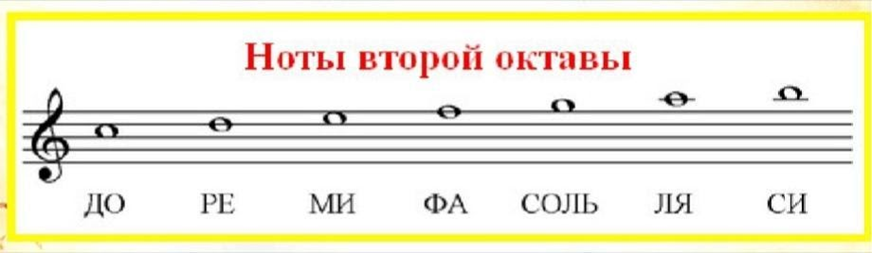 Ноты второй октавы
ДО РЕ МИ ФА СОЛЬ ЛЯ СИ